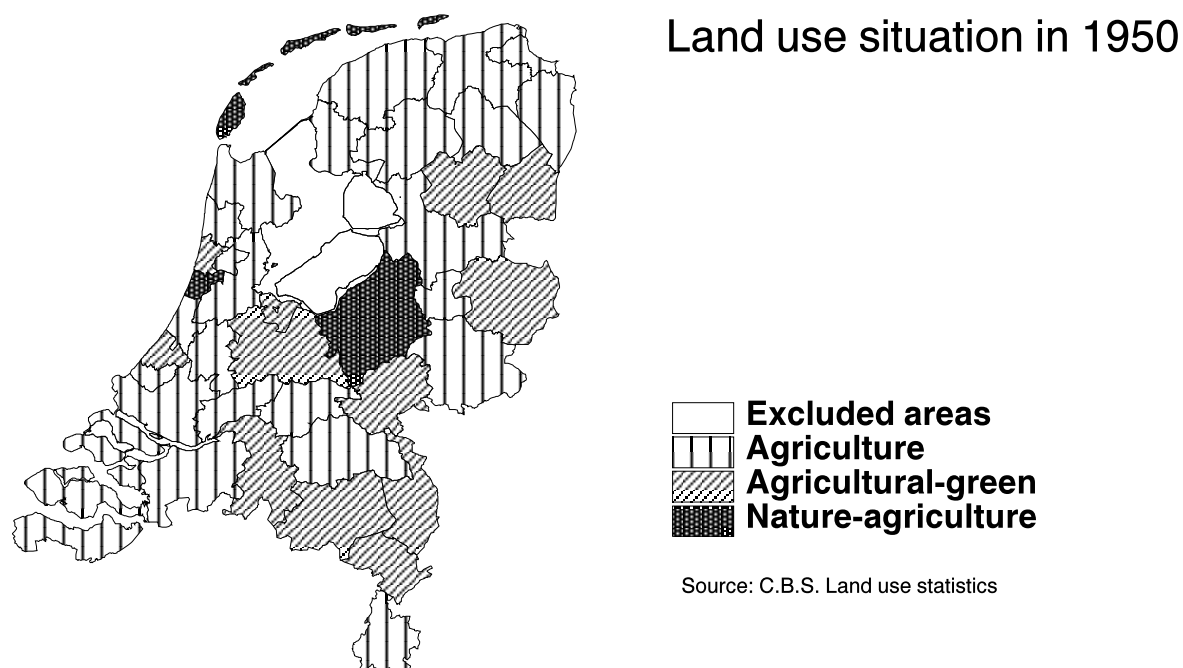 Land use situation in 1950
Excluded areas
Agriculture
Agricultural-green
Nature-agriculture
Source: C.B.S. Land use statistics